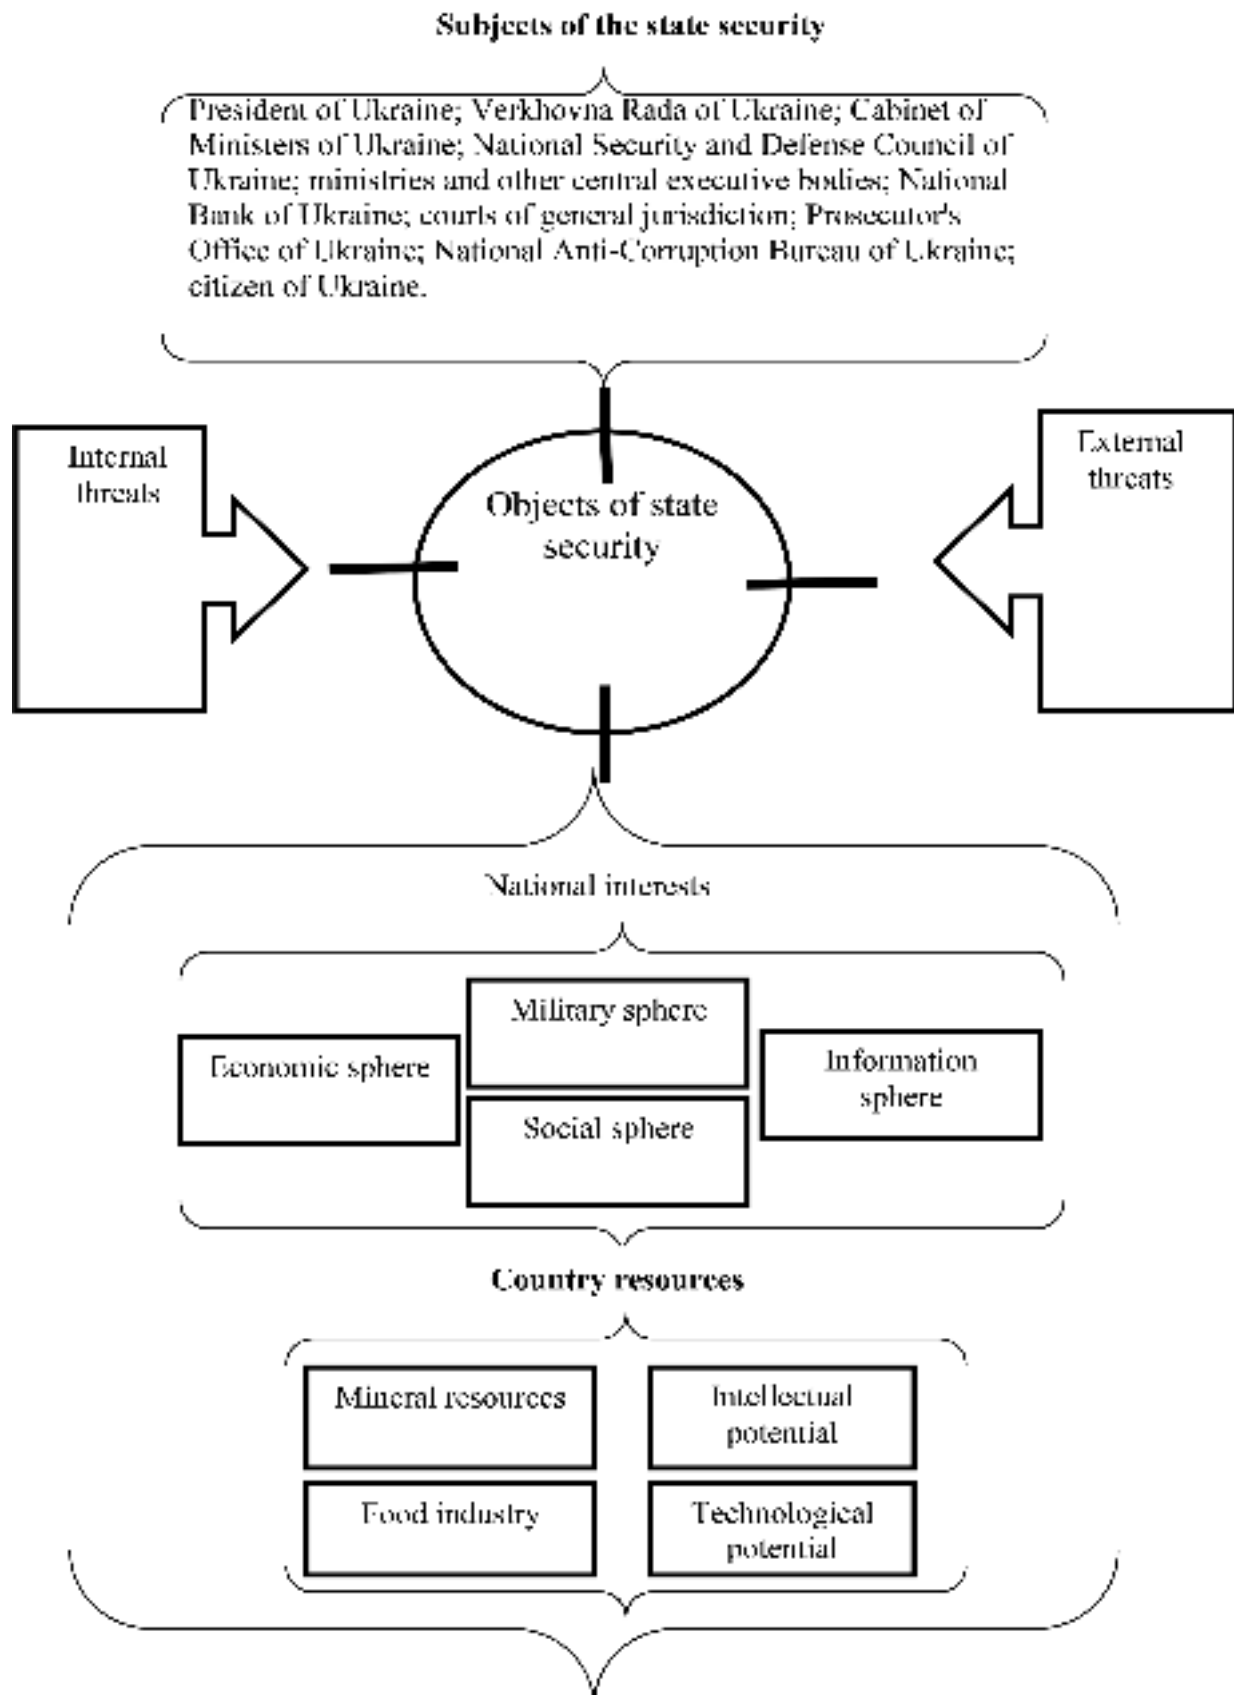 Subjects of the state security
President of Ukraine; Verkhovna Rada of Ukraine; Cabinet of
Ministers of Ukraine; National Security and Defense Council of
Ukraine; ministries and other central executive bodies; National
Bank of Ukraine; courts of general jurisdiction; Prosecutor's
Office of Ukraine; National Anti-Corruption Bureau of Ukraine;
citizen of Ukraine.
Internal
threats
External
threats
Objects of state
security
National interests
Military sphere
Economic sphere
Information
sphere
Social sphere
Country resources
Mineral resources
Intellectual
potential
Food industry
Technological
potential